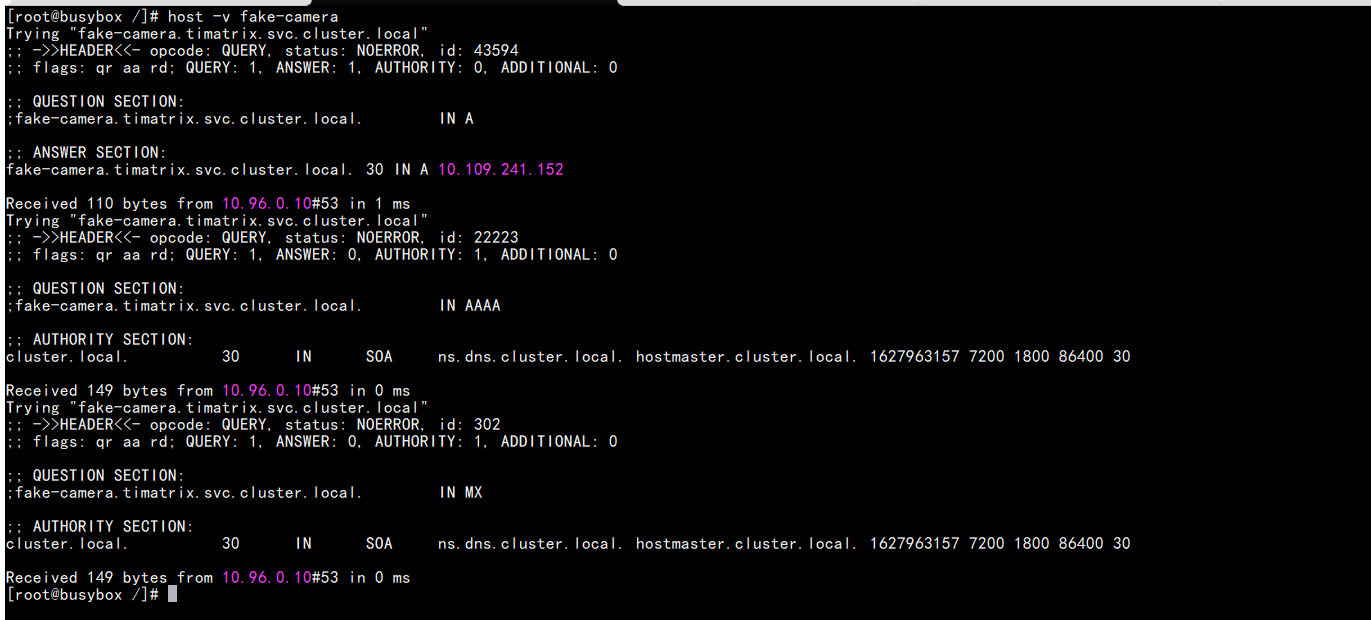 [root@busybox /]# host -v fake-camera
Trying "fake-camera.timatrix.svc.cluster.local"
;; ->>HEADER<<- opcode: QUERY, status: NOERROR, id: 43594
;; flags: qr aa rd; QUERY: 1, ANSWER: 1, AUTHORITY: 0, ADDITIONAL: 0
;; QUESTION SECTION:
;fake-camera.timatrix.svc.cluster.local. IN A
;; ANSWER SECTION:
fake-camera.timatrix.svc.cluster.local. 30 IN A 10.109.241.152
Received 110 bytes from 10.96.0.10#53 in 1 ms
Trying "fake-camera.timatrix.svc.cluster.local"
;; ->>HEADER<<- opcode: QUERY, status: NOERROR, id: 22223
;; flags: qr aa rd; QUERY: 1, ANSWER: 0, AUTHORITY: 1, ADDITIONAL: 0
;; QUESTION SECTION:
;fake-camera.timatrix.svc.cluster.local. IN AAAA
;; AUTHORITY SECTION:
cluster.local. 30 IN SOA ns.dns.cluster.local. hostmaster.cluster.local. 1627963157 7200 1800 86400 30
Received 149 bytes from 10.96.0.10#53 in 0 ms
Trying "fake-camera.timatrix.svc.cluster.local"
;; ->>HEADER<<- opcode: QUERY, status: NOERROR, id: 302
;; flags: qr aa rd; QUERY: 1, ANSWER: 0, AUTHORITY: 1, ADDITIONAL: 0
;; QUESTION SECTION:
;fake-camera.timatrix.svc.cluster.local. IN MX
;; AUTHORITY SECTION:
cluster.local. 30 IN SOA ns.dns.cluster.local. hostmaster.cluster.local. 1627963157 7200 1800 86400 30
Received 149 bytes from 10.96.0.10#53 in 0 ms
[root@busybox /]#